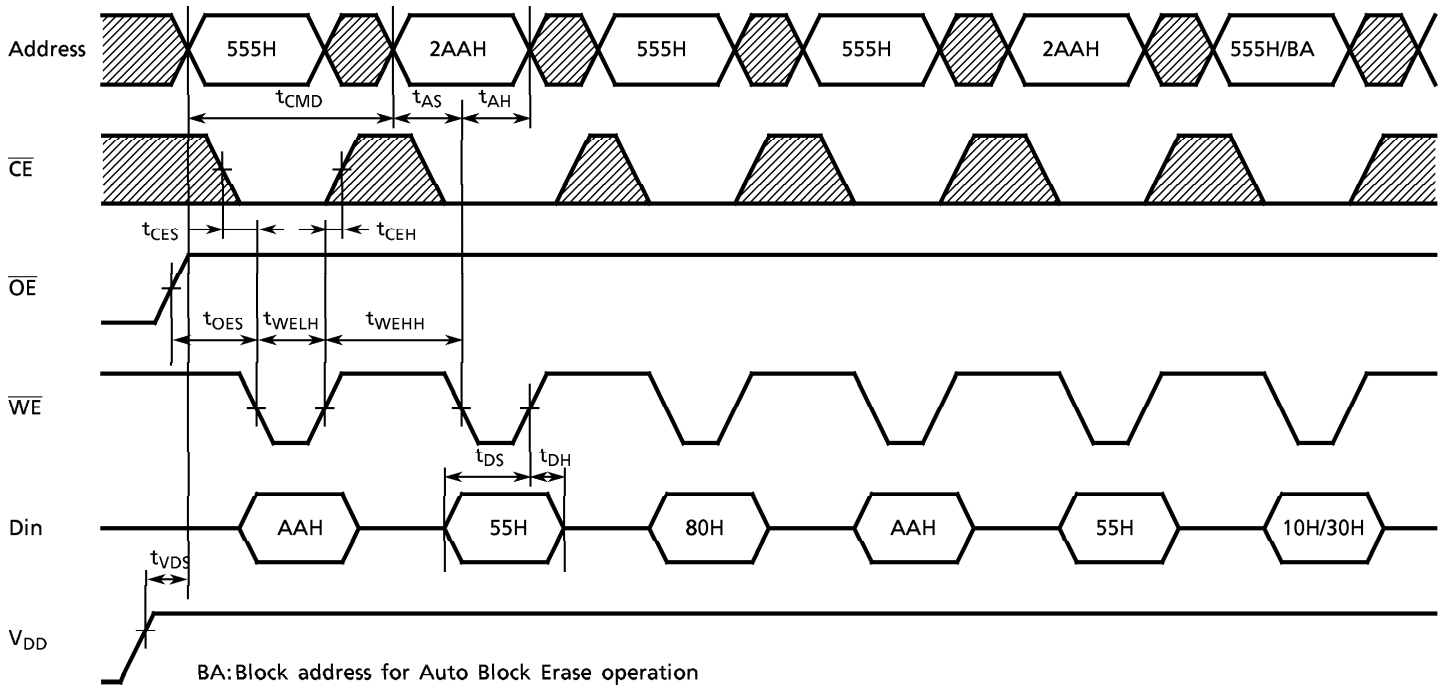 Address 555H 2AAH 555H 555H 2AAH 555H/BA
tCMD tAS tAH
CE
tCES tCEH
OE
tOES tWELH tWEHH
WE
tDS tDH
Din AAH 55H 80H AAH 55H 10H/30H
tVDS
VDD
BA: Block address for Auto Block Erase operation